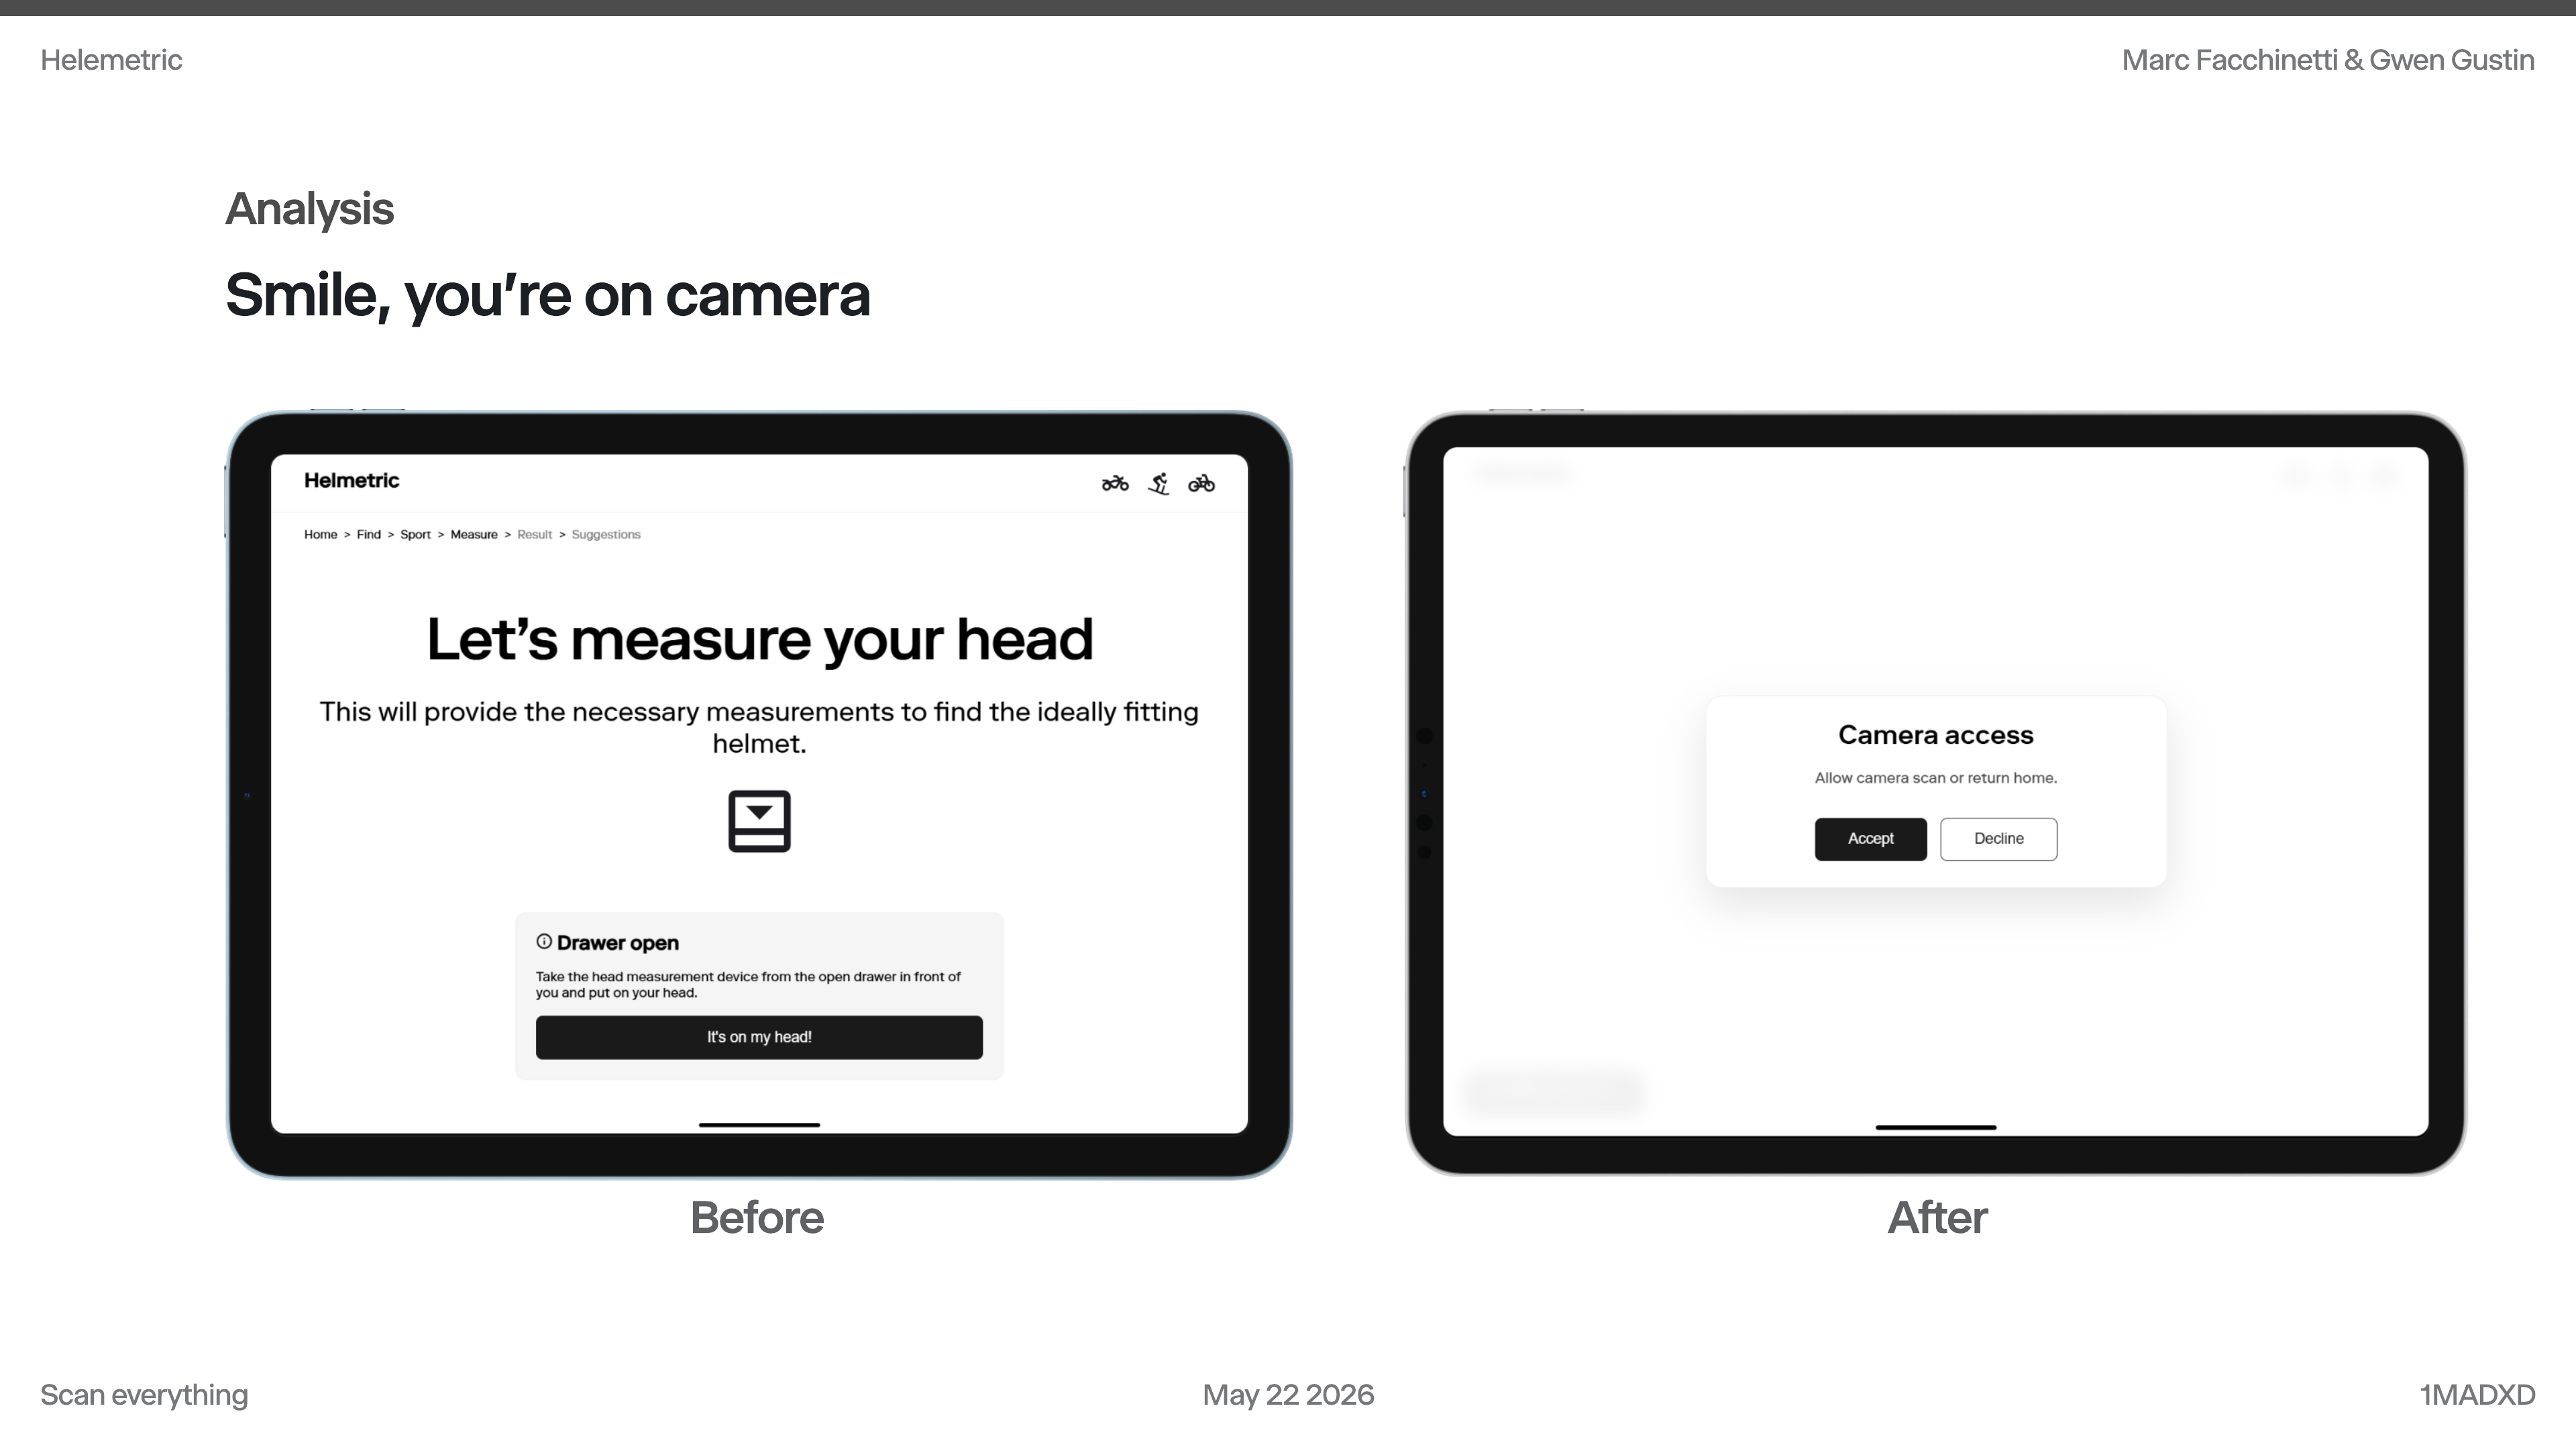 Helemetric
Marc Facchinetti & Gwen Gustin
Analysis
Smile, you're on camera
Helmetric
Home > Find > Sport > Measure > Result > Suggestions
Let's measure your head
This will provide the necessary measurements to find the ideally fitting
helmet.
Drawer open
Take the head measurement device from the open drawer in front of
you and put on your head.
It's on my head!
Before
Camera access
Allow camera scan or return home.
Accept
Decline
After
Scan everything
May 22 2026
1MADXD